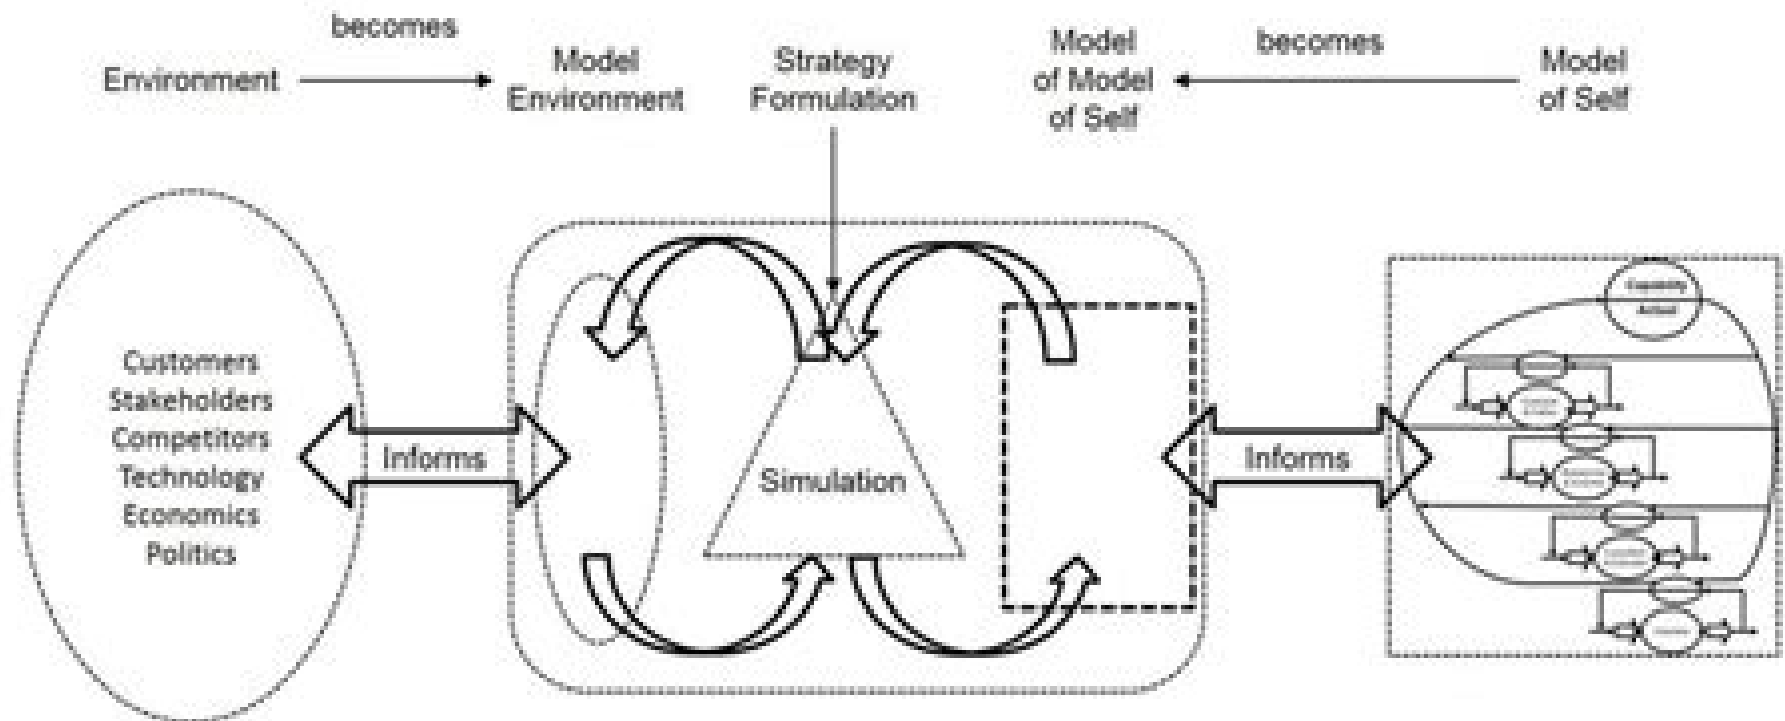 becomes
Environment
Model
Environment
Strategy
Formulation
Model
of Model
of Self
becomes
Model
of Self
Customers
Stakeholders
Competitors
Technology
Economics
Politics
Informs
Simulation
Informs
Capability